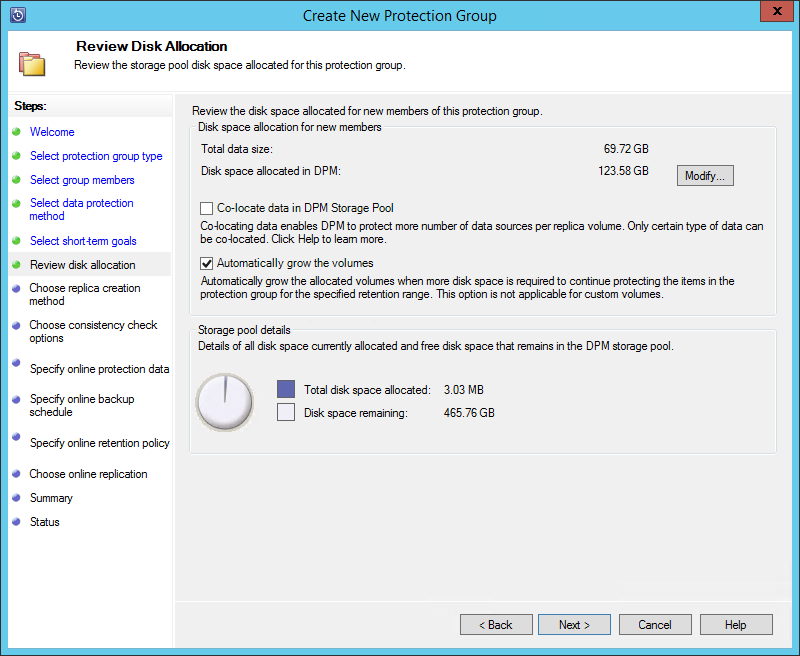 Create New Protection Group
x
Review Disk Allocation
Review the storage pool disk space allocated for this protection group.
Steps:
Welcome
Select protection group type
Select group members
Select data protection
method
Select short-term goals
Review disk allocation
Choose replica creation
method
Choose consistency check
options
Specify online protection data
Specify online backup
schedule
Specify online retention policy
Choose online replication
Summary
Status
Review the disk space allocated for new members of this protection group.
Disk space allocation for new members
Total data size: 69.72 GB
Disk space allocated in DPM: 123.58 GB
Modify...
Co-locate data in DPM Storage Pool
Co-locating data enables DPM to protect more number of data sources per replica volume. Only certain type of data can
be co-located. Click Help to learn more.
Automatically grow the volumes
Automatically grow the allocated volumes when more disk space is required to continue protecting the items in the
protection group for the specified retention range. This option is not applicable for custom volumes.
Storage pool details
Details of all disk space currently allocated and free disk space that remains in the DPM storage pool.
Total disk space allocated: 3.03 MB
Disk space remaining: 465.76 GB
< Back
Next >
Cancel
Help